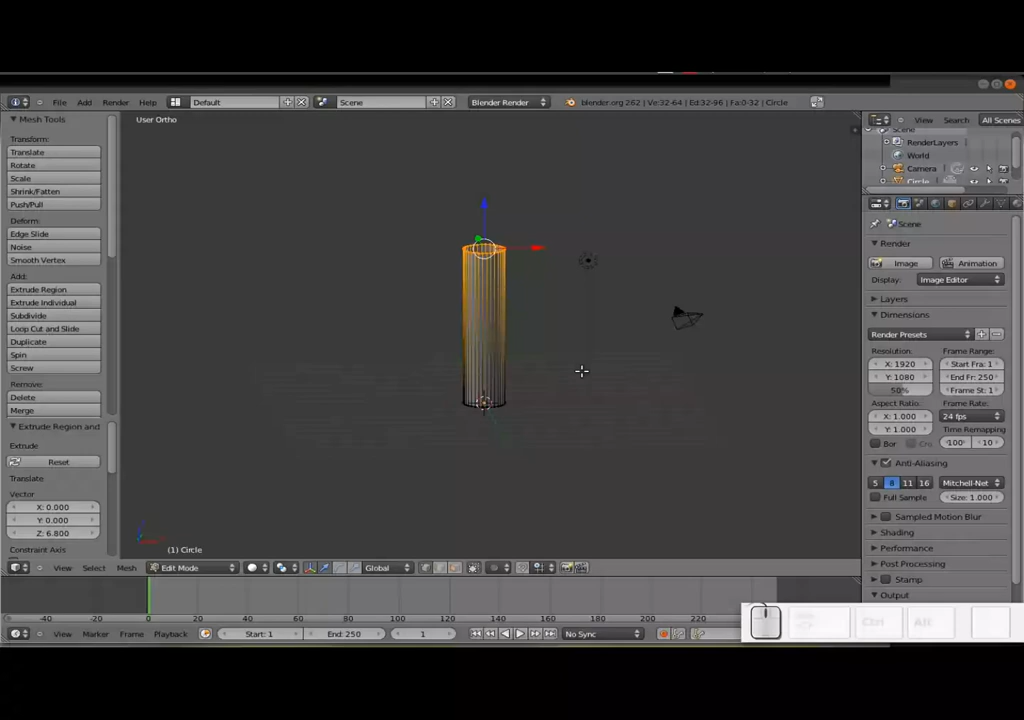 File Add Render Help Default Scene Blender Render blender.org 262 | Ve:32-64 | Ed:32-96 | Fa:0-32 | Circle
Mesh Tools
Transform:
Translate
Rotate
Scale
Shrink/Fatten
Push/Pull
Deform:
Edge Slide
Noise
Smooth Vertex
Add:
Extrude Region
Extrude Individual
Subdivide
Loop Cut and Slide
Duplicate
Spin
Screw
Remove:
Delete
Merge
Extrude Region and
Extrude
Reset
Translate
Vector
X: 0.000
Y: 0.000
Z: 6.800
Constraint Axis
User Ortho
(1) Circle
View Search All Scenes
Scene
RenderLayers
World
Camera
Circle
Scene
Render
Image Animation
Display: Image Editor
Layers
Dimensions
Render Presets
Resolution: Frame Range:
X: 1920 Start Fra: 1
Y: 1080 End Fr: 250
50% Frame St: 1
Aspect Ratio: Frame Rate:
X: 1.000 24 fps
Y: 1.000 Time Remapping
Bor Cro 100 10
Anti-Aliasing
5 8 11 16 Mitchell-Net
Full Sample Size: 1.000
Sampled Motion Blur
Shading
Performance
Post Processing
Stamp
Output
View Select Mesh Edit Mode Global
-40 -20 0 20 40 60 80 100 120 140 160 180 200 220
View Marker Frame Playback Start: 1 End: 250 1 No Sync
Ctrl Alt